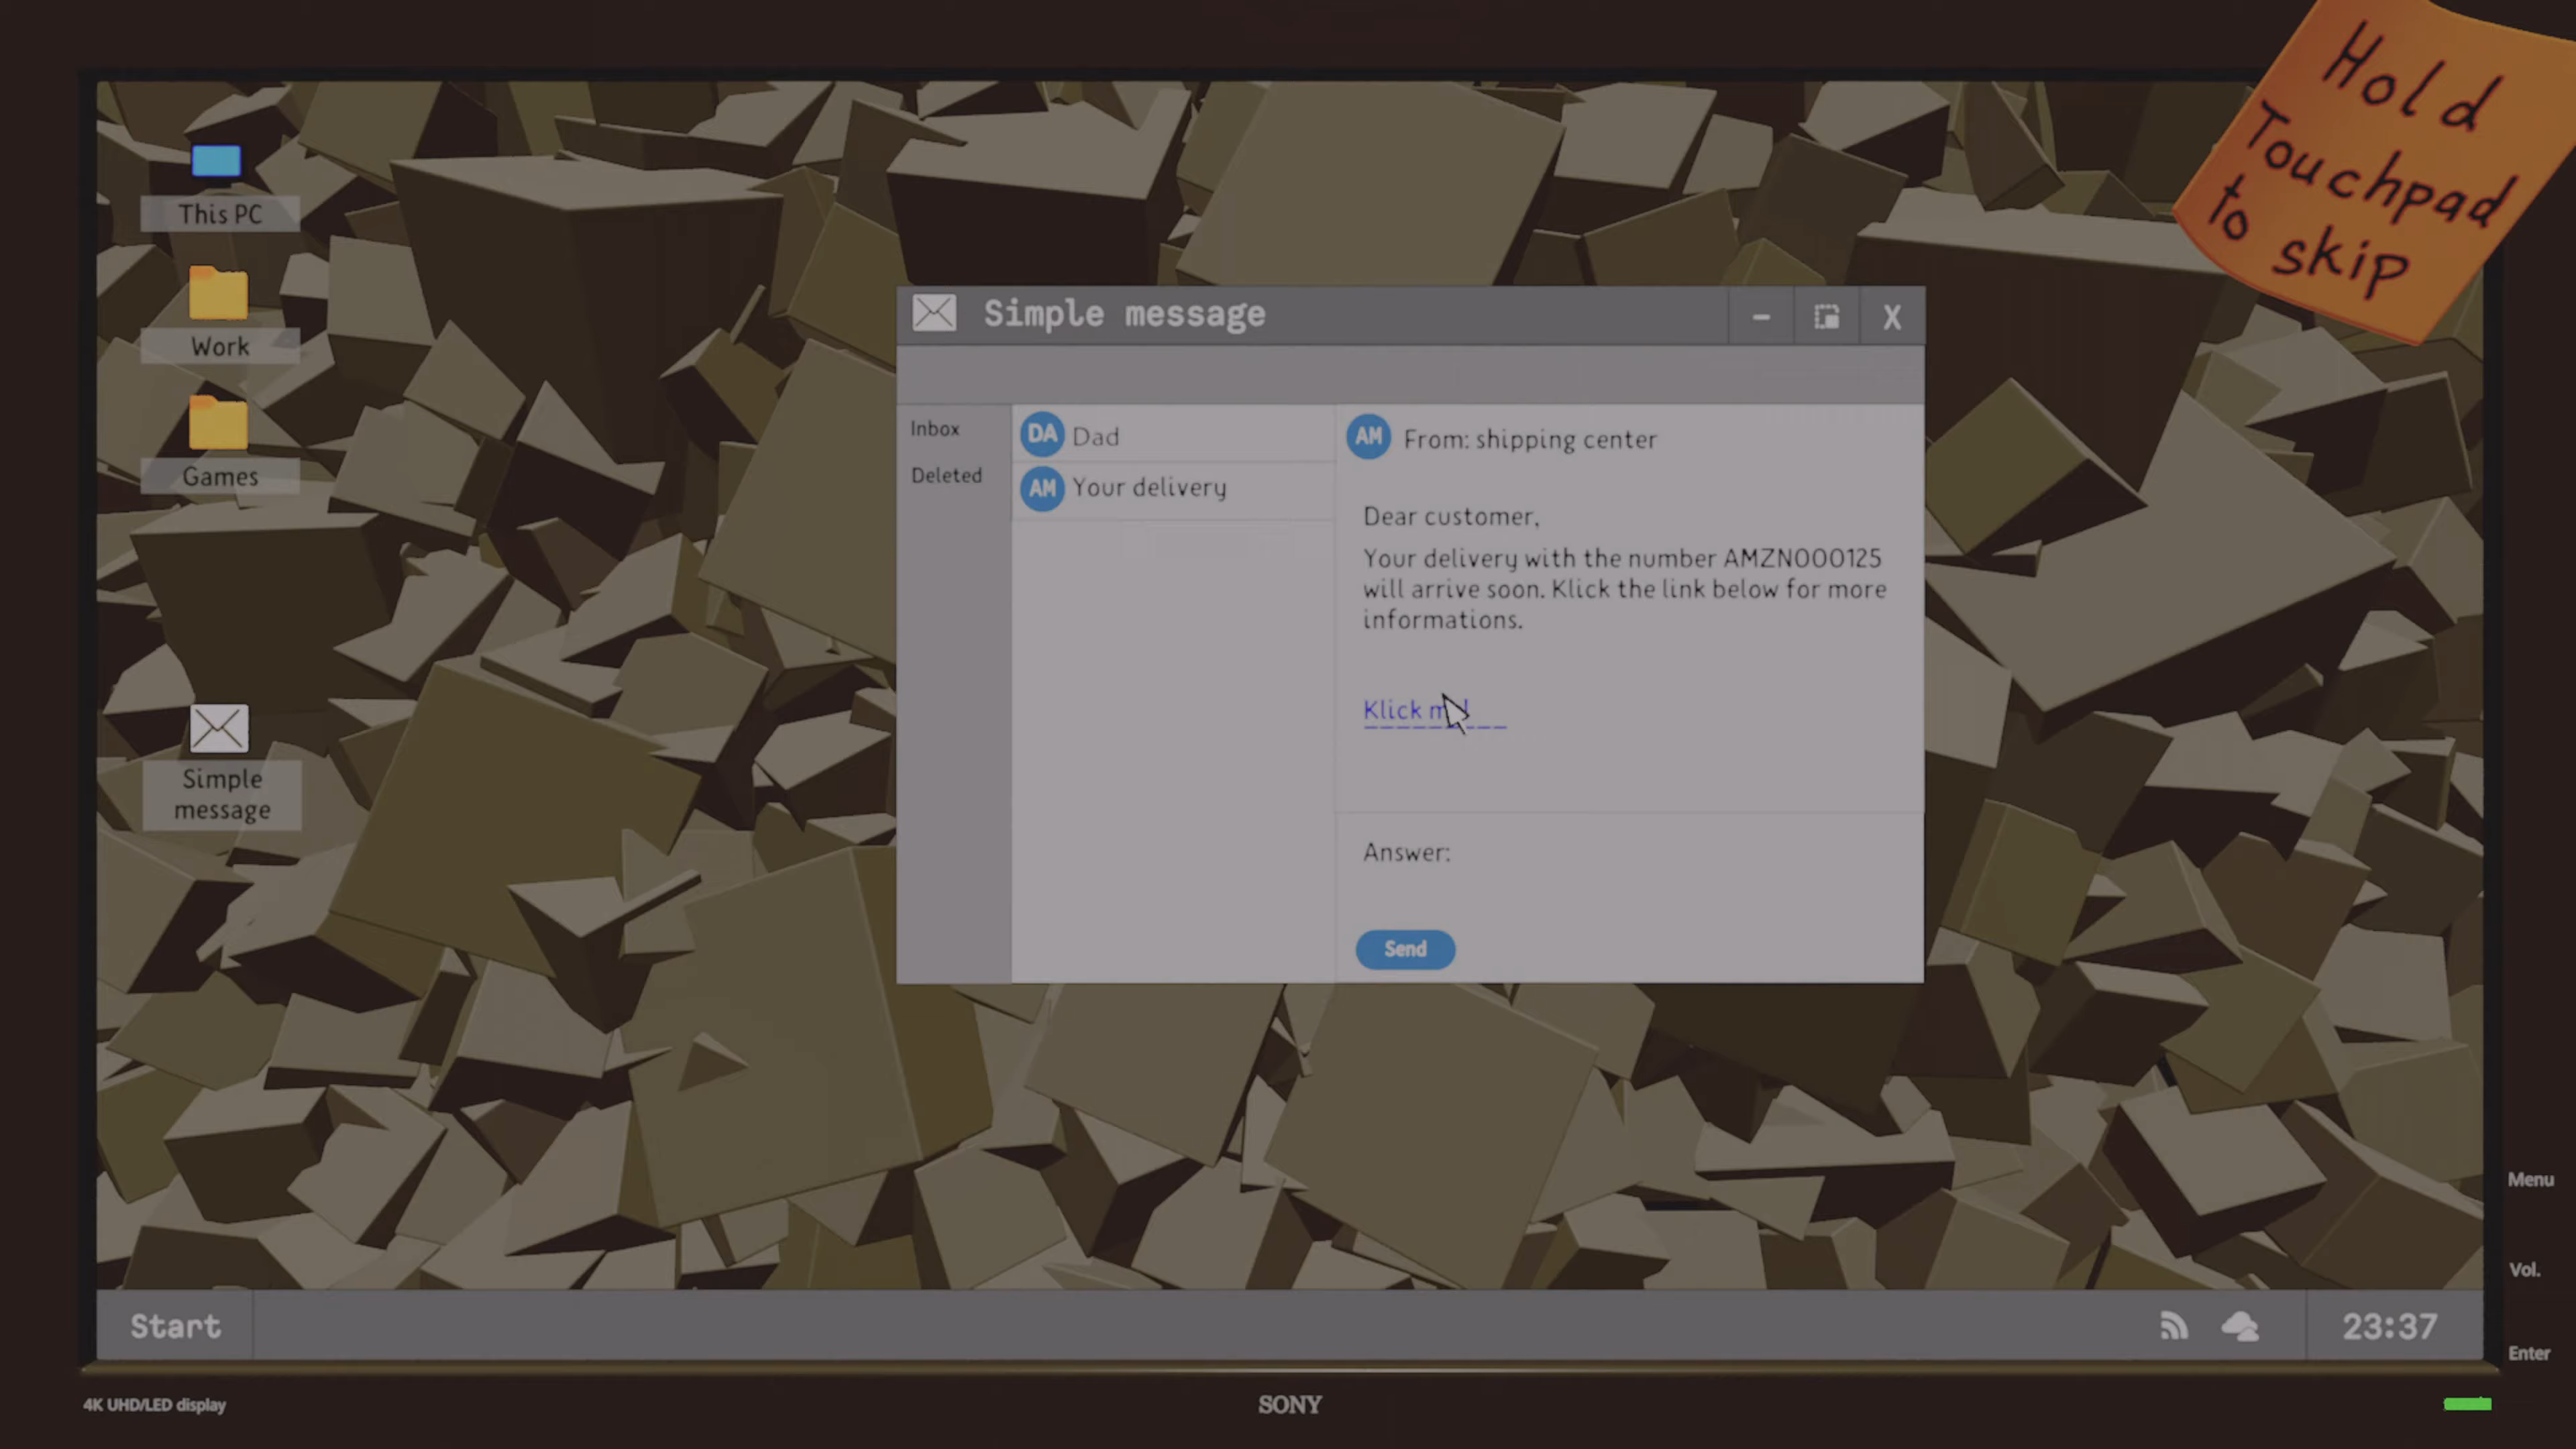 Hold
Touchpad
to skip
This PC
Work
Games
Simple
message
Simple message
X
Inbox
Deleted
DA Dad
AM Your delivery
AM From: shipping center
Dear customer,
Your delivery with the number AMZN000125
will arrive soon. Klick the link below for more
informations.
Klick
Answer:
Send
Start
23:37
Menu
Vol.
Enter
4K UHD/LED display
SONY